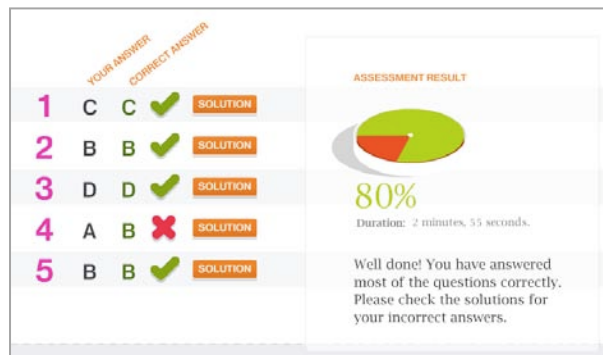 YOUR ANSWER
CORRECT ANSWER
1 C C SOLUTION
2 B B SOLUTION
3 D D SOLUTION
4 A B SOLUTION
5 B B SOLUTION
ASSESSMENT RESULT
80%
Duration: 2 minutes, 55 seconds.
Well done! You have answered
most of the questions correctly.
Please check the solutions for
your incorrect answers.